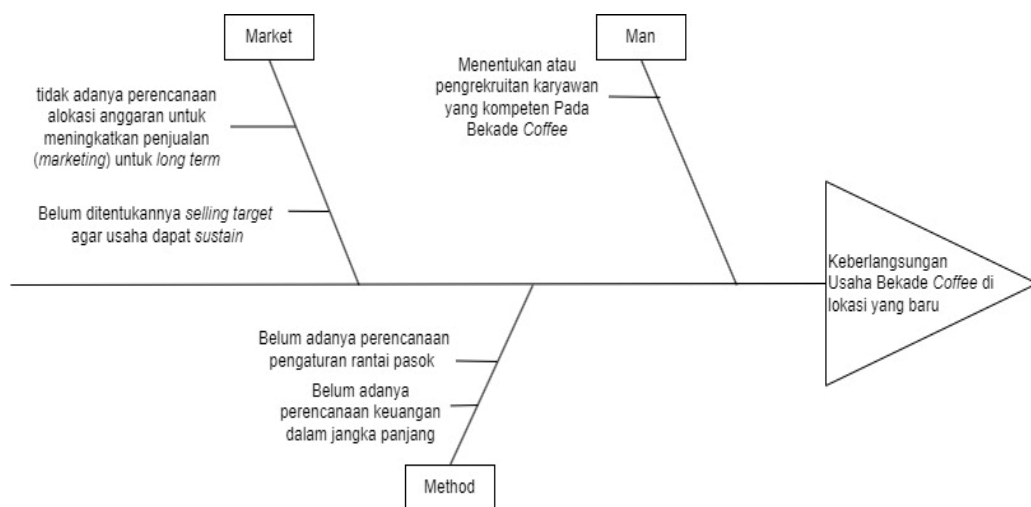 Market
tidak adanya perencanaan
alokasi anggaran untuk
meningkatkan penjualan
(marketing) untuk long term
Belum ditentukannya selling target
agar usaha dapat sustain
Man
Menentukan atau
pengrekruitan karyawan
yang kompeten Pada
Bekade Coffee
Keberlangsungan
Usaha Bekade Coffee di
lokasi yang baru
Belum adanya perencanaan
pengaturan rantai pasok
Belum adanya
perencanaan keuangan
dalam jangka panjang
Method